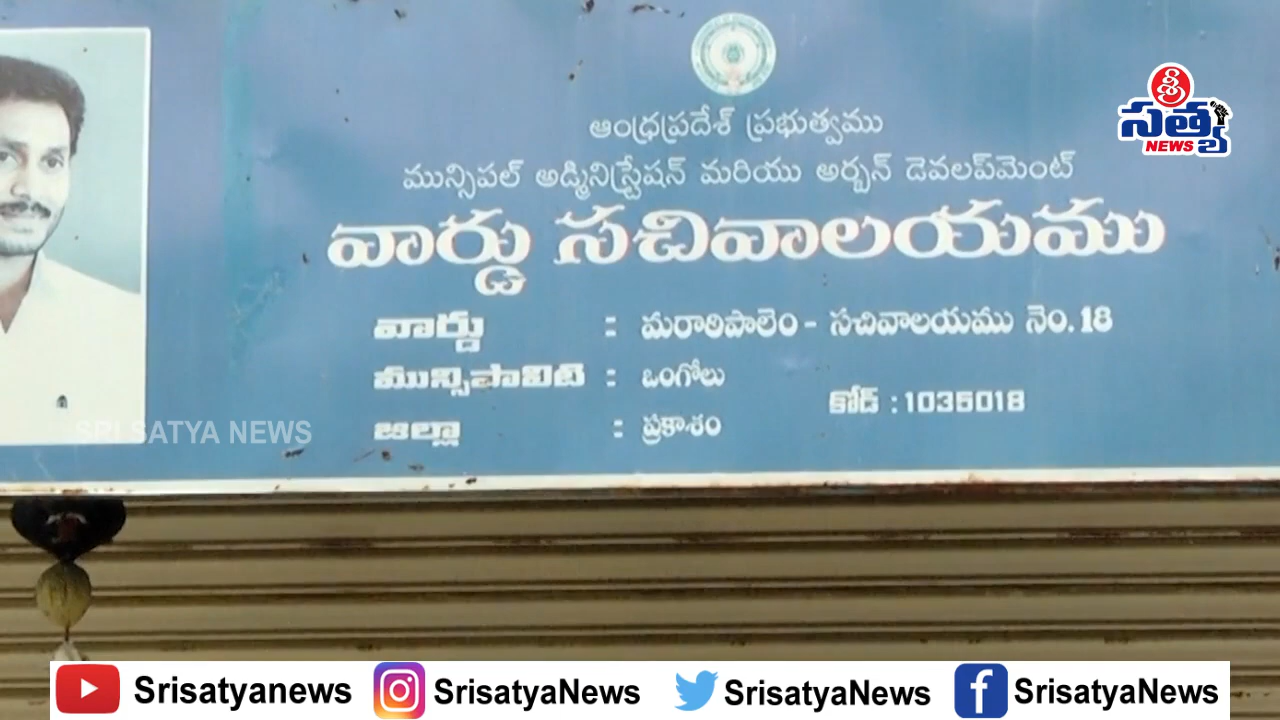 శ్రీ
సత్య
NEWS
ఆంధ్రప్రదేశ్ ప్రభుత్వము
మున్సిపల్ అడ్మినిస్ట్రేషన్ మరియు అర్బన్ డెవలప్‌మెంట్
వార్డు సచివాలయము
వార్డు : మరాఠిపాలెం - సచివాలయము నెం. 18
మున్సిపాలిటి : ఒంగోలు
కోడ్ : 1035018
జిల్లా : ప్రకాశం
SRI SATYA NEWS
Srisatyanews SrisatyaNews SrisatyaNews SrisatyaNews